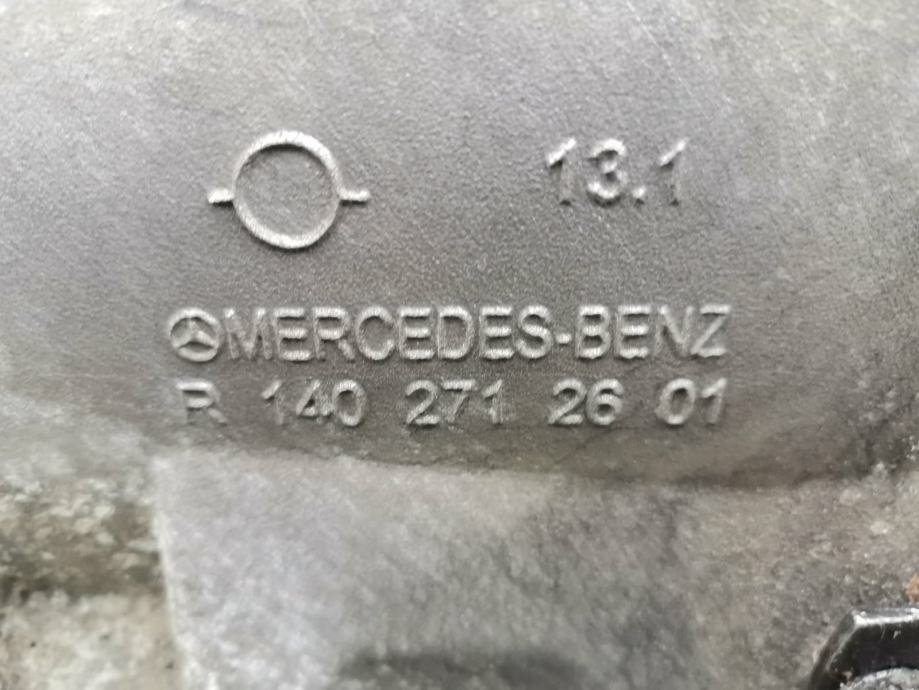 13.1
MERCEDES-BENZ
R 140 271 26 01